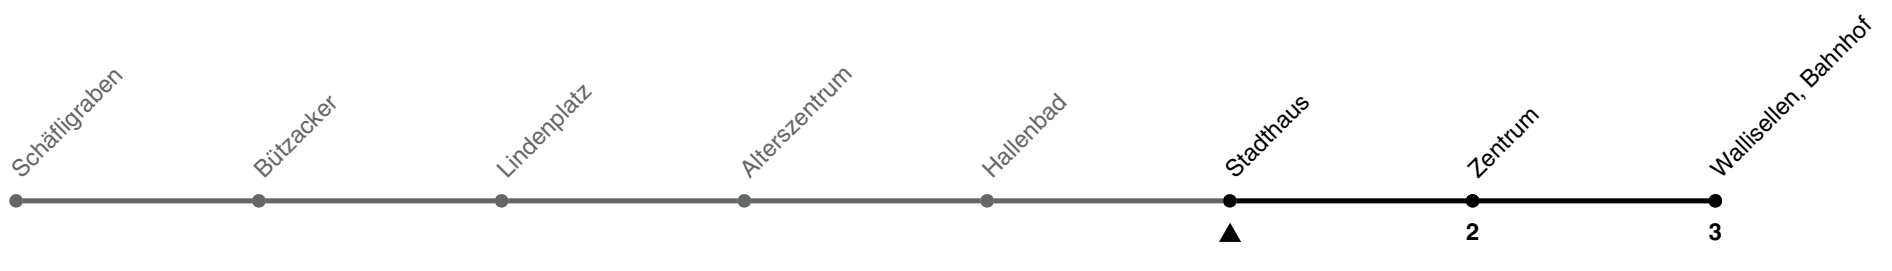 Schäfligraben
Bützacker
Lindenplatz
Alterszentrum
Hallenbad
Stadthaus
Zentrum
Wallisellen, Bahnhof
2
3